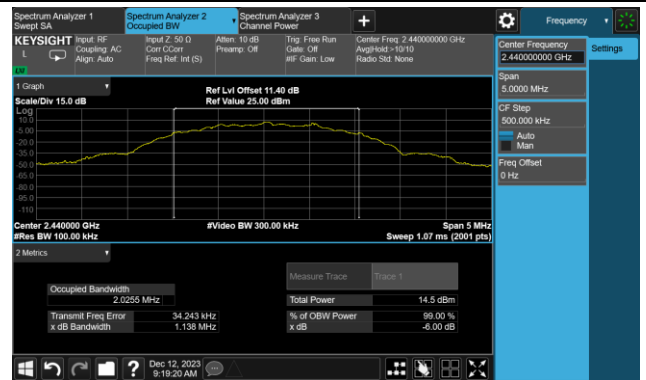 Spectrum Analyzer 1
Swept SA
Spectrum Analyzer 2
Occupied BW
Spectrum Analyzer 3
Channel Power
+
Frequency
KEYSIGHT
L
LW
Input: RF
Coupling: AC
Align: Auto
Input Z: 50 Ω
Corr CCorr
Freq Ref: Int (S)
Atten: 10 dB
Preamp: Off
Trig: Free Run
Gate: Off
#IF Gain: Low
Center Freq: 2.440000000 GHz
Avg|Hold:>10/10
Radio Std: None
Center Frequency
2.440000000 GHz
Settings
Span
5.0000 MHz
CF Step
500.000 kHz
Auto
Man
Freq Offset
0 Hz
1 Graph
Scale/Div 15.0 dB
Ref Lvl Offset 11.40 dB
Ref Value 25.00 dBm
Log
10.0
-5.00
-20.0
-35.0
-50.0
-65.0
-80.0
-95.0
-110
Center 2.440000 GHz
#Res BW 100.00 kHz
#Video BW 300.00 kHz
Span 5 MHz
Sweep 1.07 ms (2001 pts)
2 Metrics
Measure Trace
Trace 1
Occupied Bandwidth
2.0255 MHz
Total Power
14.5 dBm
Transmit Freq Error
34.243 kHz
% of OBW Power
99.00 %
x dB Bandwidth
1.138 MHz
x dB
-6.00 dB
?
Dec 12, 2023
9:19:20 AM